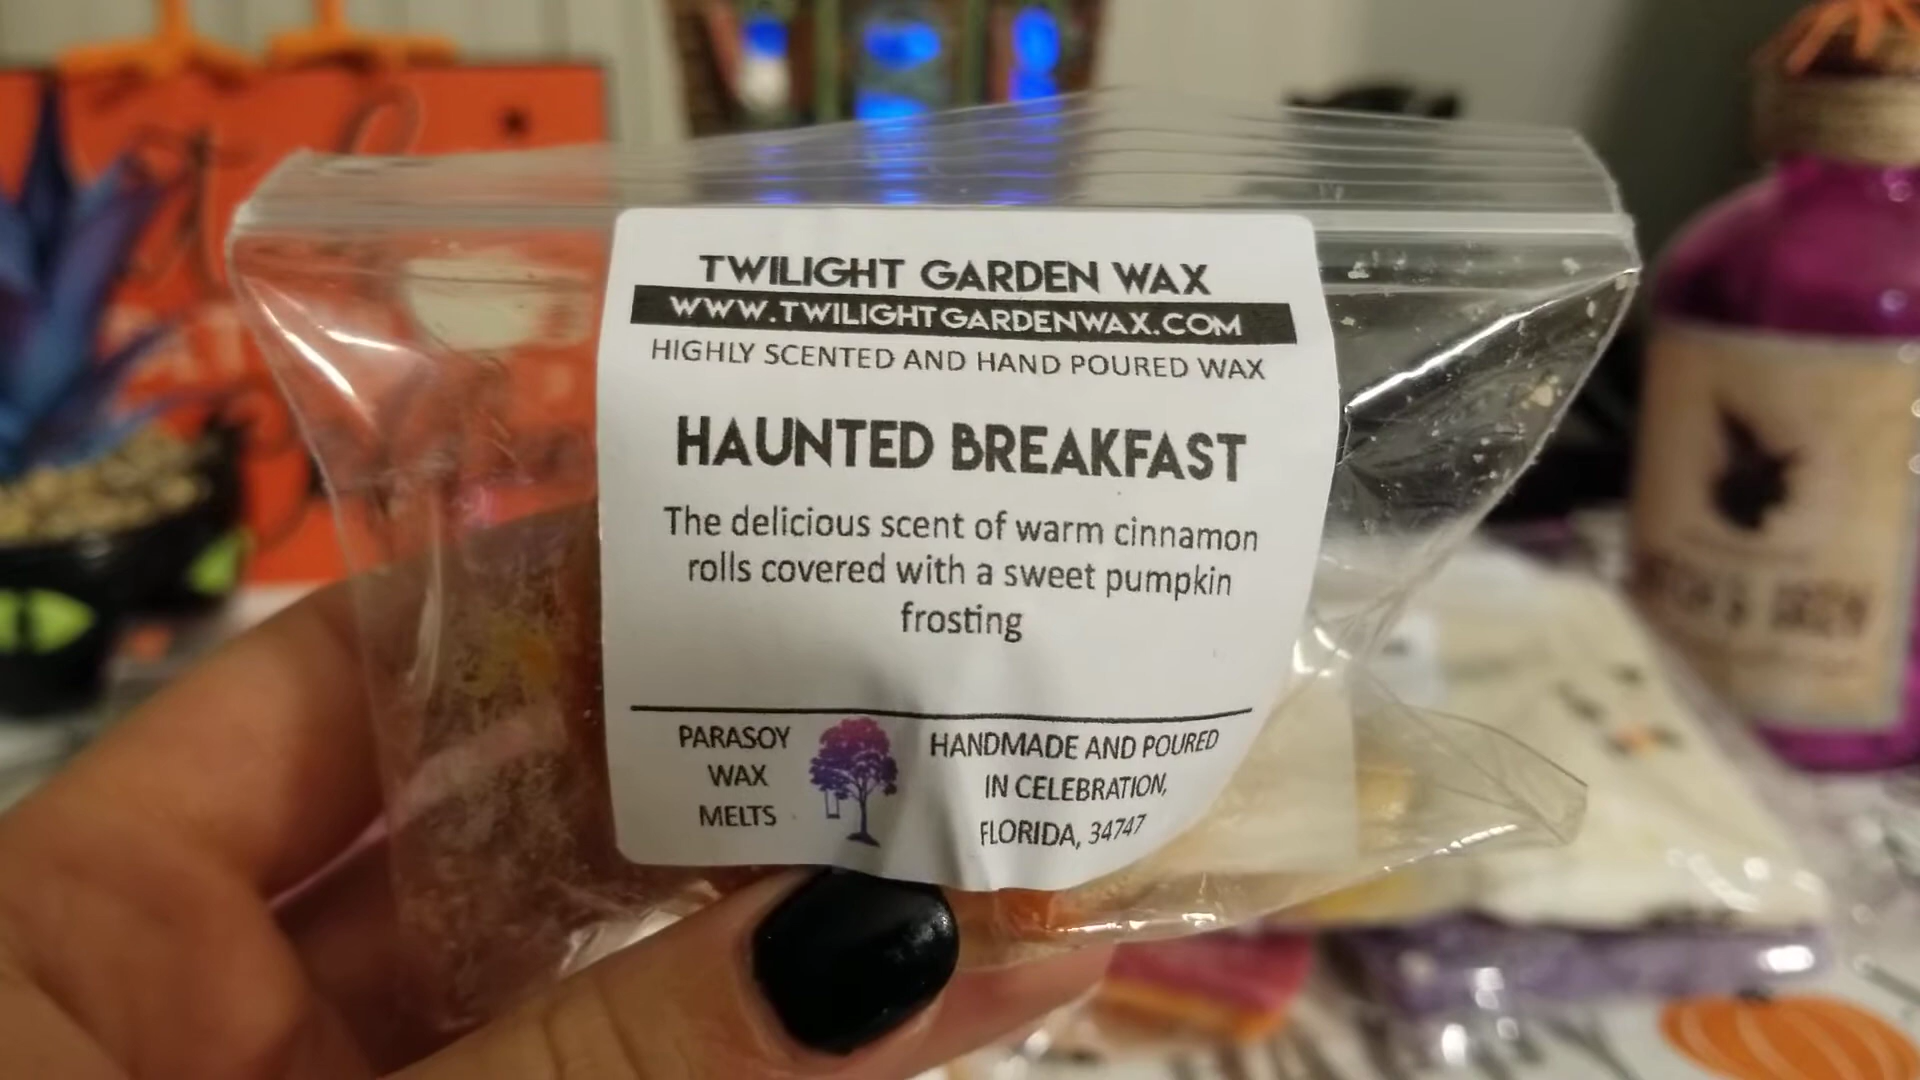 TWILIGHT GARDEN WAX
WWW.TWILIGHTGARDENWAX.COM
HIGHLY SCENTED AND HAND POURED WAX
HAUNTED BREAKFAST
The delicious scent of warm cinnamon
rolls covered with a sweet pumpkin
frosting
PARASOY
WAX
MELTS
HANDMADE AND POURED
IN CELEBRATION,
FLORIDA, 34747